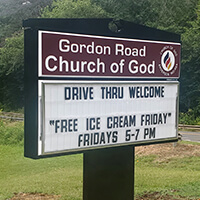 Gordon Road
Church of God
DRIVE THRU WELCOME
"FREE ICE CREAM FRIDAY"
FRIDAYS 5-7 PM